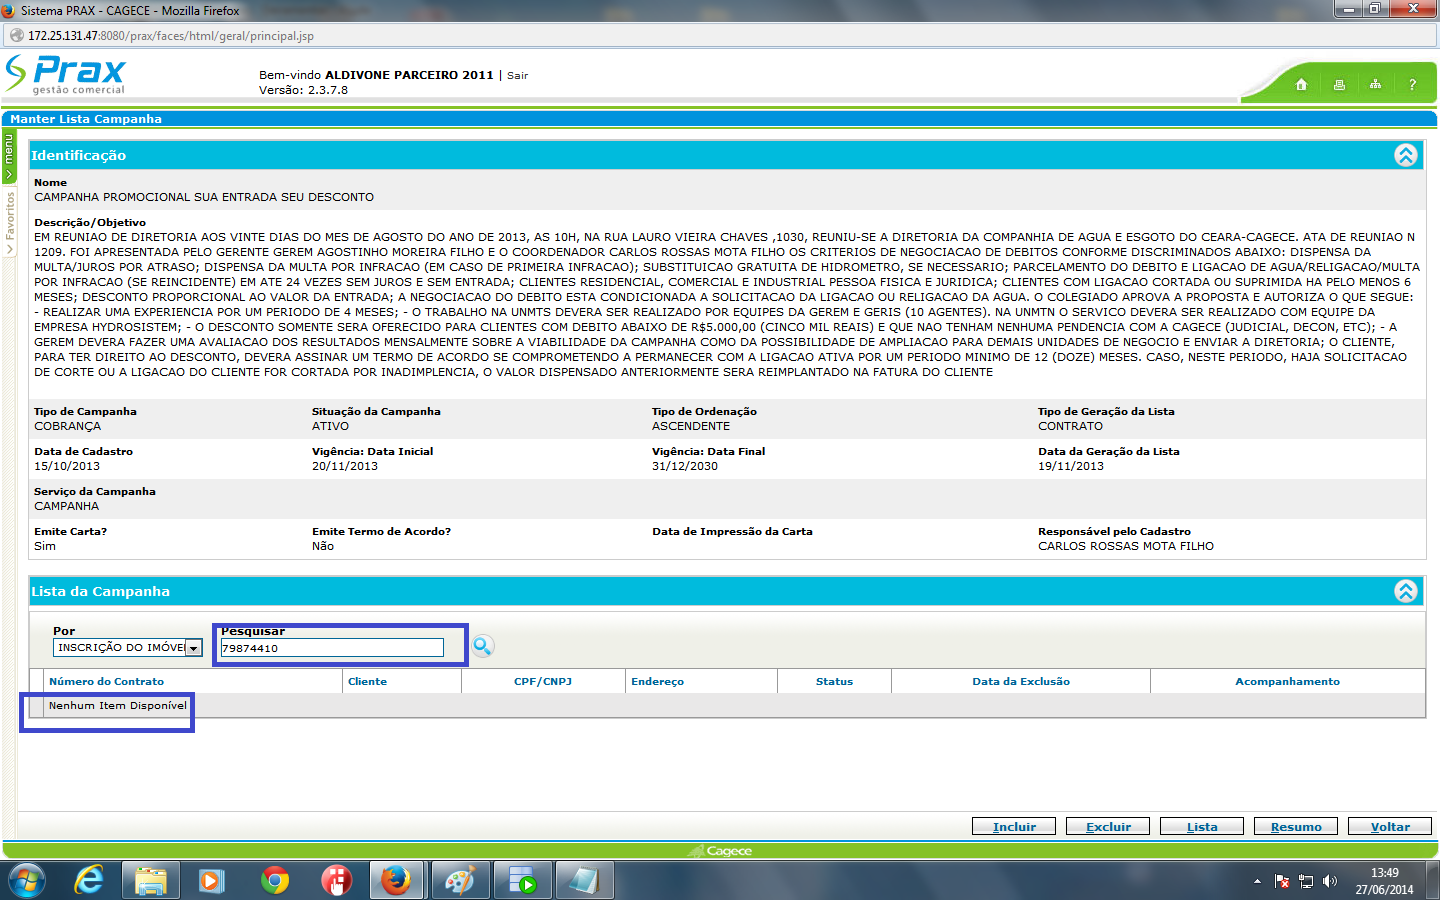 Sistema PRAX - CAGECE - Mozilla Firefox
172.25.131.47:8080/prax/faces/html/geral/principal.jsp
Prax
gestão comercial
Bem-vindo ALDIVONE PARCEIRO 2011 | Sair
Versão: 2.3.7.8
?
Manter Lista Campanha
menu
Favoritos
Identificação
Nome
CAMPANHA PROMOCIONAL SUA ENTRADA SEU DESCONTO
Descrição/Objetivo
EM REUNIAO DE DIRETORIA AOS VINTE DIAS DO MES DE AGOSTO DO ANO DE 2013, AS 10H, NA RUA LAURO VIEIRA CHAVES ,1030, REUNIU-SE A DIRETORIA DA COMPANHIA DE AGUA E ESGOTO DO CEARA-CAGECE. ATA DE REUNIAO N
1209. FOI APRESENTADA PELO GERENTE GEREM AGOSTINHO MOREIRA FILHO E O COORDENADOR CARLOS ROSSAS MOTA FILHO OS CRITERIOS DE NEGOCIACAO DE DEBITOS CONFORME DISCRIMINADOS ABAIXO: DISPENSA DA
MULTA/JUROS POR ATRASO; DISPENSA DA MULTA POR INFRACAO (EM CASO DE PRIMEIRA INFRACAO); SUBSTITUICAO GRATUITA DE HIDROMETRO, SE NECESSARIO; PARCELAMENTO DO DEBITO E LIGACAO DE AGUA/RELIGACAO/MULTA
POR INFRACAO (SE REINCIDENTE) EM ATE 24 VEZES SEM JUROS E SEM ENTRADA; CLIENTES RESIDENCIAL, COMERCIAL E INDUSTRIAL PESSOA FISICA E JURIDICA; CLIENTES COM LIGACAO CORTADA OU SUPRIMIDA HA PELO MENOS 6
MESES; DESCONTO PROPORCIONAL AO VALOR DA ENTRADA; A NEGOCIACAO DO DEBITO ESTA CONDICIONADA A SOLICITACAO DA LIGACAO OU RELIGACAO DA AGUA. O COLEGIADO APROVA A PROPOSTA E AUTORIZA O QUE SEGUE:
- REALIZAR UMA EXPERIENCIA POR UM PERIODO DE 4 MESES; - O TRABALHO NA UNMTS DEVERA SER REALIZADO POR EQUIPES DA GEREM E GERIS (10 AGENTES). NA UNMTN O SERVICO DEVERA SER REALIZADO COM EQUIPE DA
EMPRESA HYDROSISTEM; - O DESCONTO SOMENTE SERA OFERECIDO PARA CLIENTES COM DEBITO ABAIXO DE R$5.000,00 (CINCO MIL REAIS) E QUE NAO TENHAM NENHUMA PENDENCIA COM A CAGECE (JUDICIAL, DECON, ETC); - A
GEREM DEVERA FAZER UMA AVALIACAO DOS RESULTADOS MENSALMENTE SOBRE A VIABILIDADE DA CAMPANHA COMO DA POSSIBILIDADE DE AMPLIACAO PARA DEMAIS UNIDADES DE NEGOCIO E ENVIAR A DIRETORIA; O CLIENTE,
PARA TER DIREITO AO DESCONTO, DEVERA ASSINAR UM TERMO DE ACORDO SE COMPROMETENDO A PERMANECER COM A LIGACAO ATIVA POR UM PERIODO MINIMO DE 12 (DOZE) MESES. CASO, NESTE PERIODO, HAJA SOLICITACAO
DE CORTE OU A LIGACAO DO CLIENTE FOR CORTADA POR INADIMPLENCIA, O VALOR DISPENSADO ANTERIORMENTE SERA REIMPLANTADO NA FATURA DO CLIENTE
Tipo de Campanha Situação da Campanha Tipo de Ordenação Tipo de Geração da Lista
COBRANÇA ATIVO ASCENDENTE CONTRATO
Data de Cadastro Vigência: Data Inicial Vigência: Data Final Data da Geração da Lista
15/10/2013 20/11/2013 31/12/2030 19/11/2013
Serviço da Campanha
CAMPANHA
Emite Carta? Emite Termo de Acordo? Data de Impressão da Carta Responsável pelo Cadastro
Sim Não CARLOS ROSSAS MOTA FILHO
Lista da Campanha
Por Pesquisar
INSCRIÇÃO DO IMÓVE 79874410
Número do Contrato Cliente CPF/CNPJ Endereço Status Data da Exclusão Acompanhamento
Nenhum Item Disponível
Incluir Excluir Lista Resumo Voltar
Cagece
13:49
27/06/2014